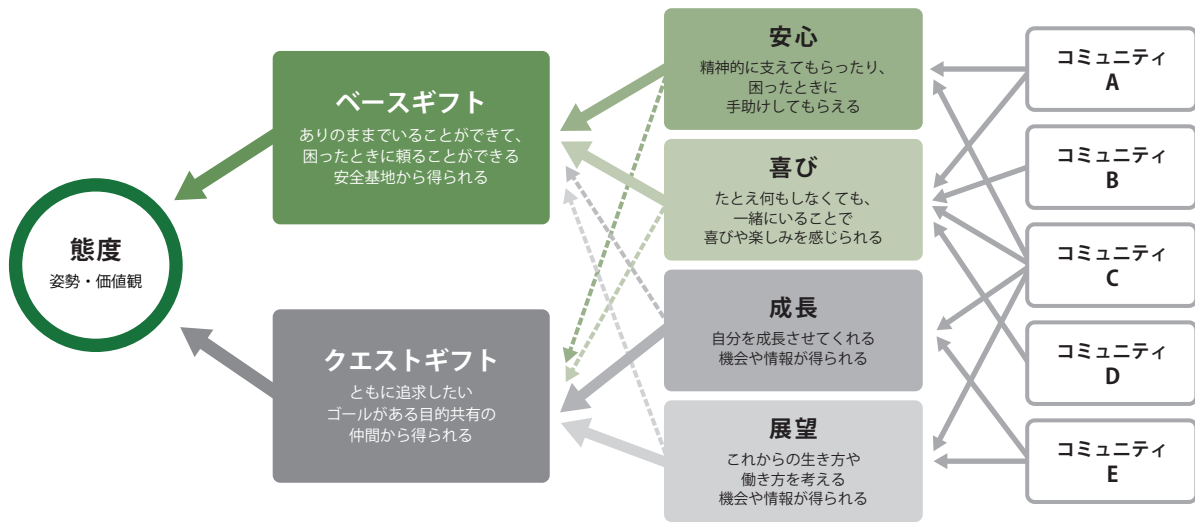 態度
姿勢・価値観
ベースギフト
ありのままでいることができて、
困ったときに頼ることができる
安全基地から得られる
クエストギフト
ともに追求したい
ゴールがある目的共有の
仲間から得られる
安心
精神的に支えてもらったり、
困ったときに
手助けしてもらえる
喜び
たとえ何もしなくても、
一緒にいることで
喜びや楽しみを感じられる
成長
自分を成長させてくれる
機会や情報が得られる
展望
これからの生き方や
働き方を考える
機会や情報が得られる
コミュニティ
A
コミュニティ
B
コミュニティ
C
コミュニティ
D
コミュニティ
E